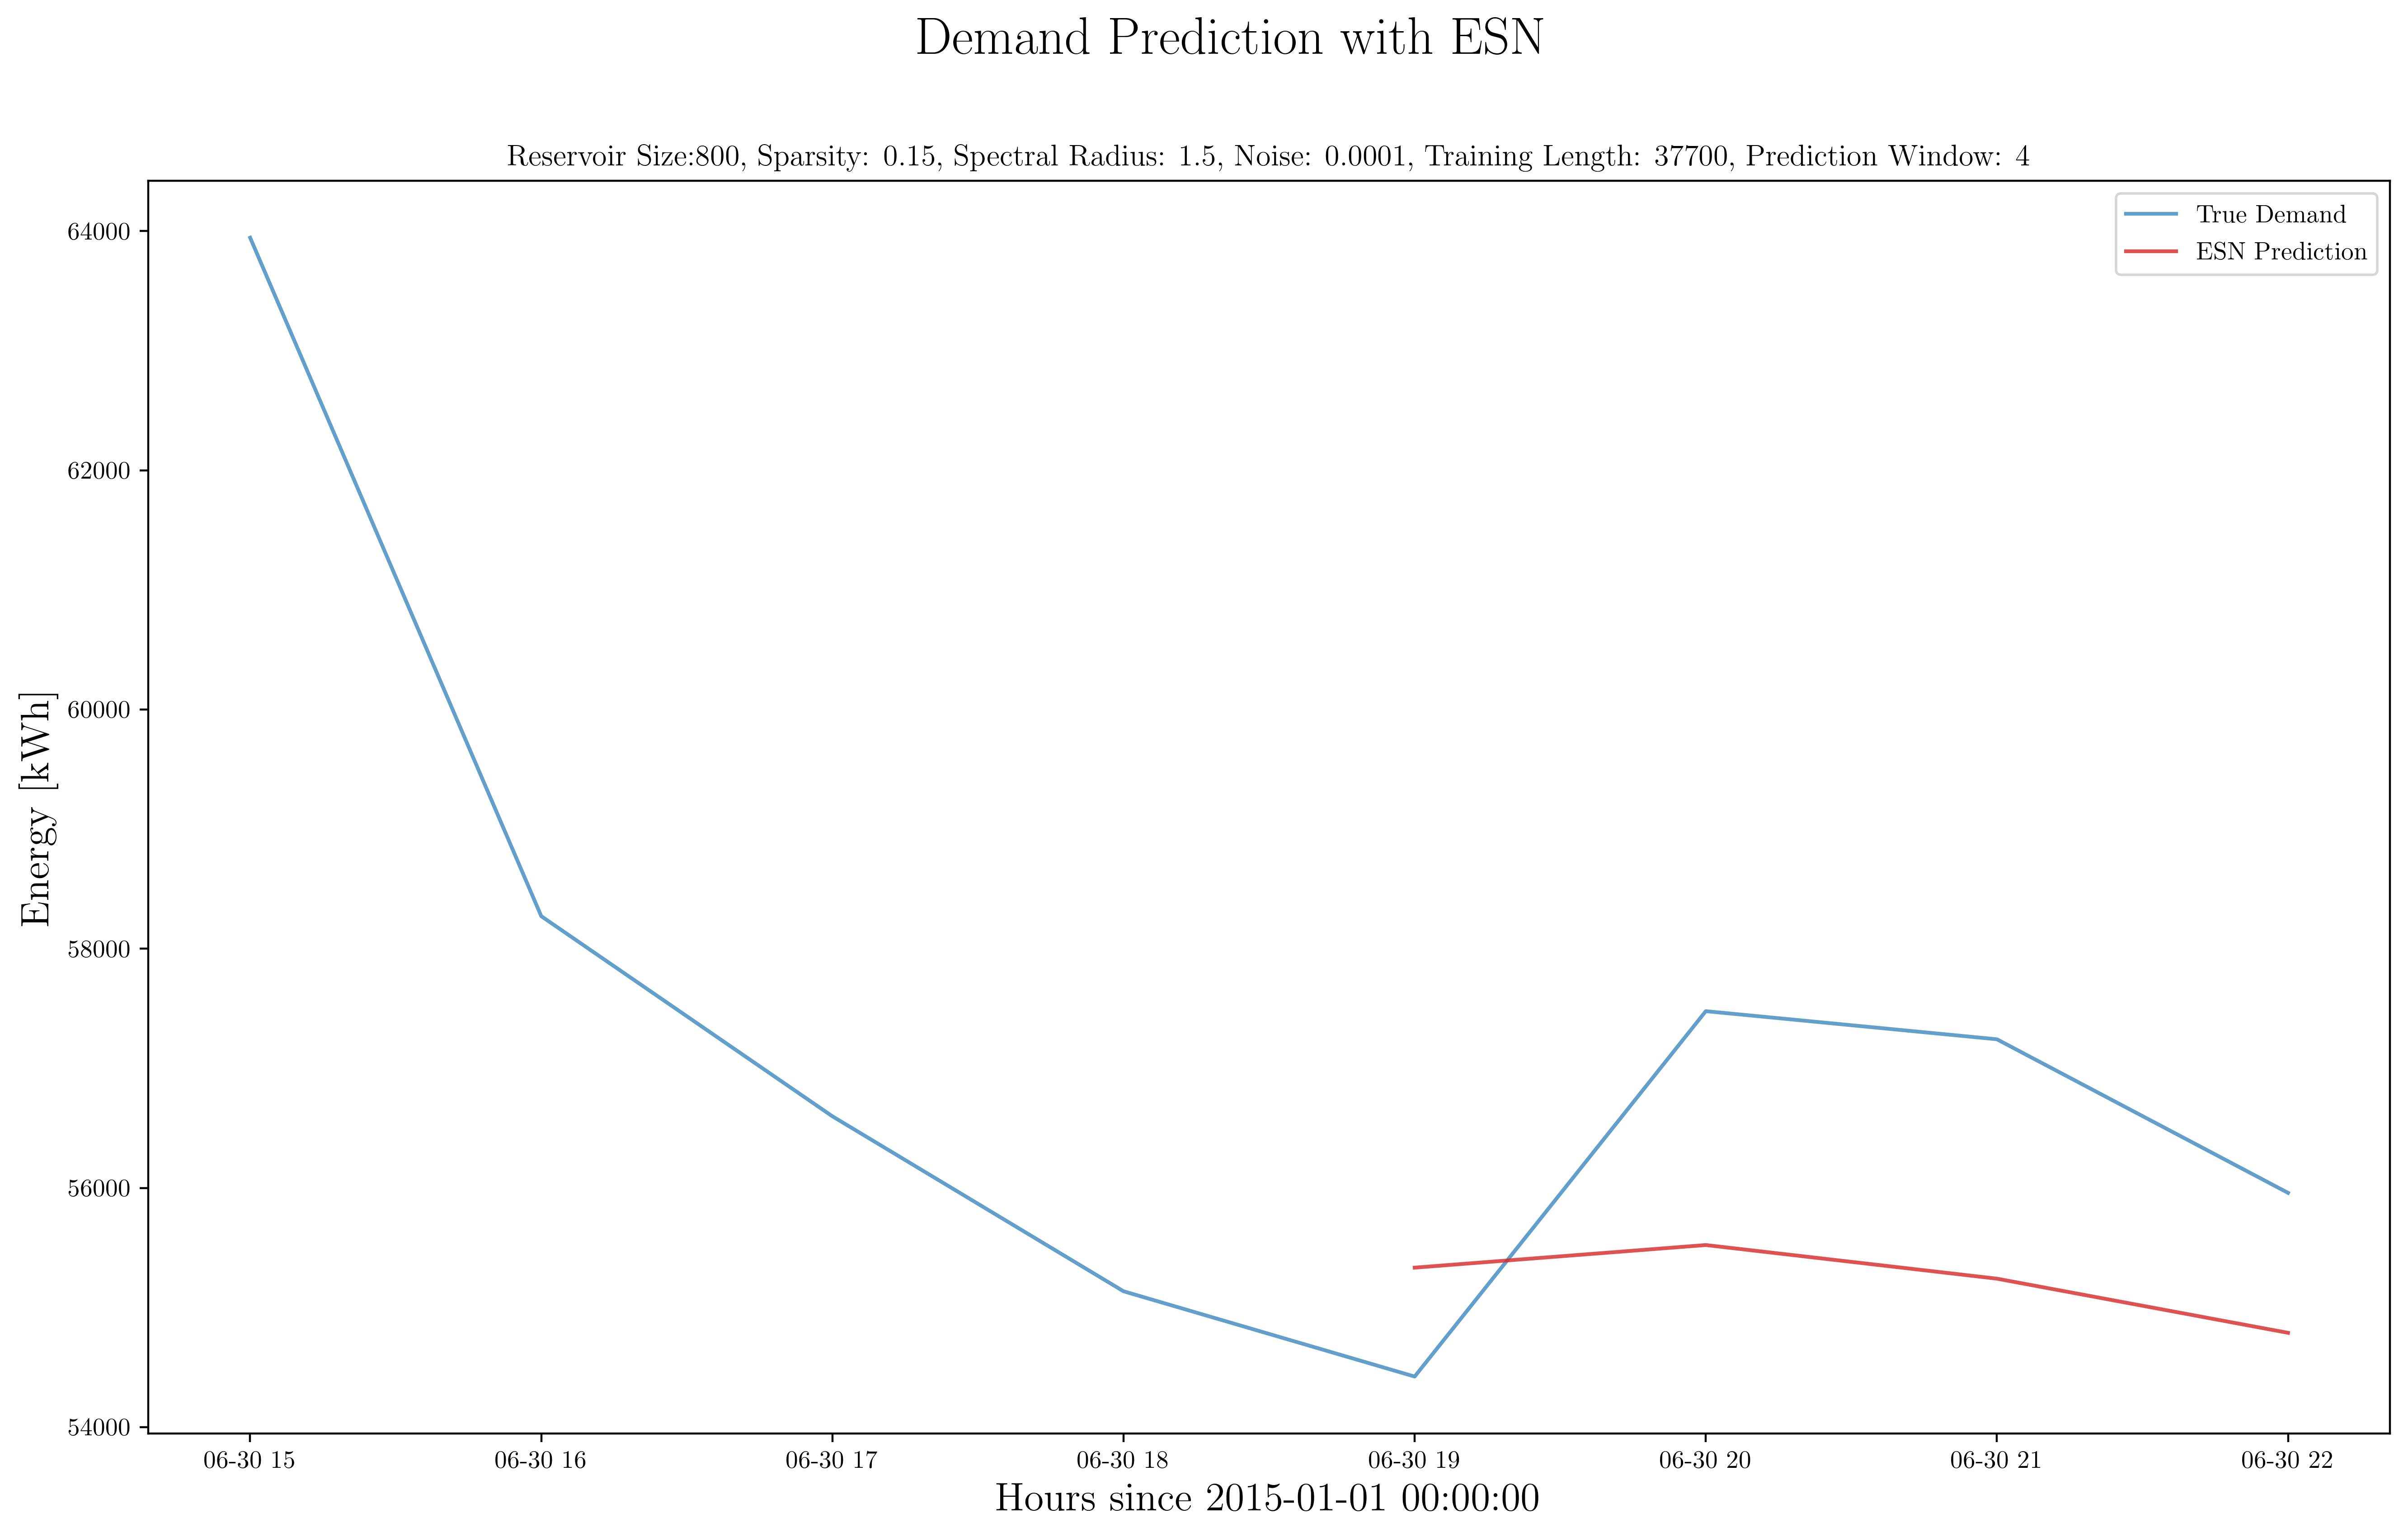 Demand Prediction with ESN
Reservoir Size:800, Sparsity: 0.15, Spectral Radius: 1.5, Noise: 0.0001, Training Length: 37700, Prediction Window: 4
True Demand
ESN Prediction
64000
62000
60000
58000
56000
54000
Energy [kWh]
06-30 15
06-30 16
06-30 17
06-30 18
06-30 19
06-30 20
06-30 21
06-30 22
Hours since 2015-01-01 00:00:00